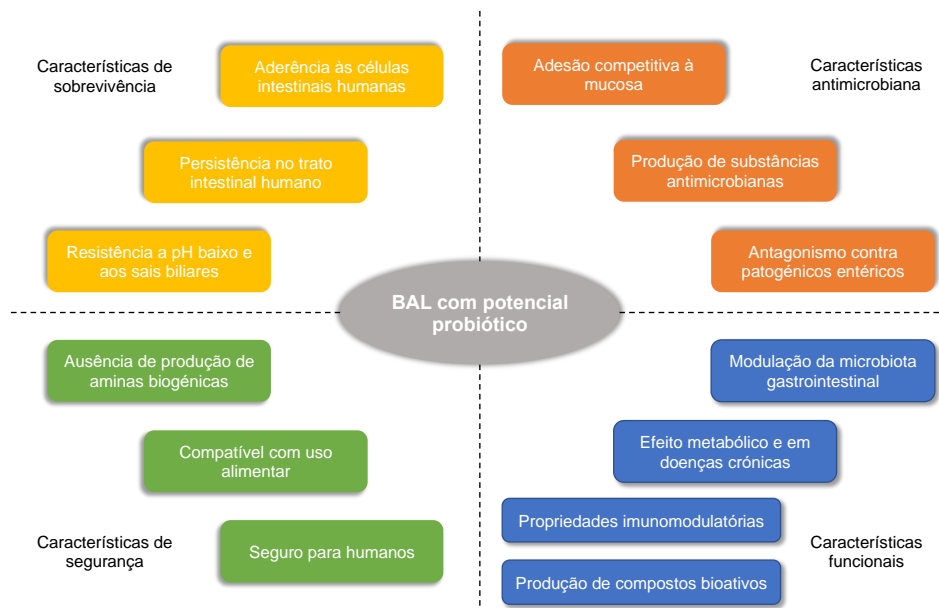 Características de
sobrevivência
Aderência às células
intestinais humanas
Persistência no trato
intestinal humano
Resistência a pH baixo e
aos sais biliares
Adesão competitiva à
mucosa
Características
antimicrobiana
Produção de substâncias
antimicrobianas
Antagonismo contra
patogénicos entéricos
BAL com potencial
probiótico
Ausência de produção de
aminas biogénicas
Compatível com uso
alimentar
Seguro para humanos
Características de
segurança
Modulação da microbiota
gastrointestinal
Efeito metabólico e em
doenças crónicas
Propriedades imunomodulatórias
Produção de compostos bioativos
Características
funcionais